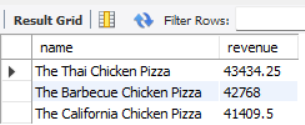 Result Grid Filter Rows:
name revenue
The Thai Chicken Pizza 43434.25
The Barbecue Chicken Pizza 42768
The California Chicken Pizza 41409.5